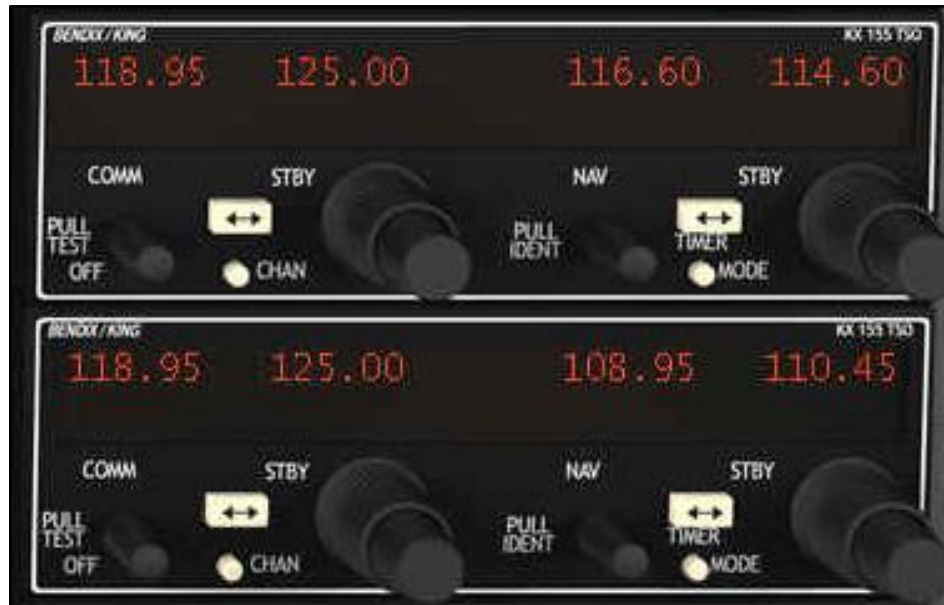 BENDIX/KING KX 155 TSO
118.95 125.00 116.60 114.60
COMM STBY NAV STBY
PULL TEST OFF CHAN PULL IDENT TIMER MODE
BENDIX/KING KX 155 TSO
118.95 125.00 108.95 110.45
COMM STBY NAV STBY
PULL TEST OFF CHAN PULL IDENT TIMER MODE